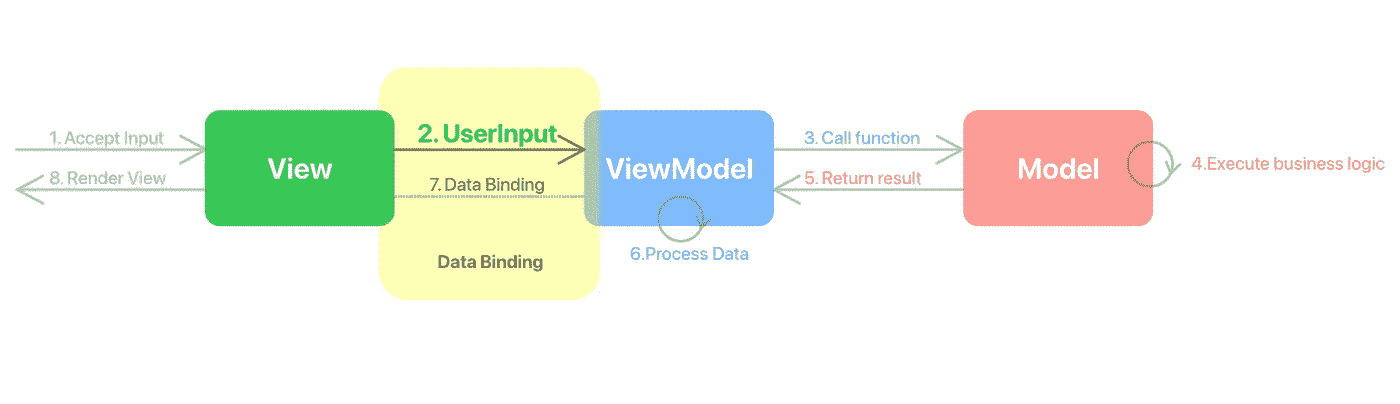 1. Accept Input
8. Render View
View
2. UserInput
7. Data Binding
Data Binding
ViewModel
6.Process Data
3. Call function
5. Return result
Model
4.Execute business logic